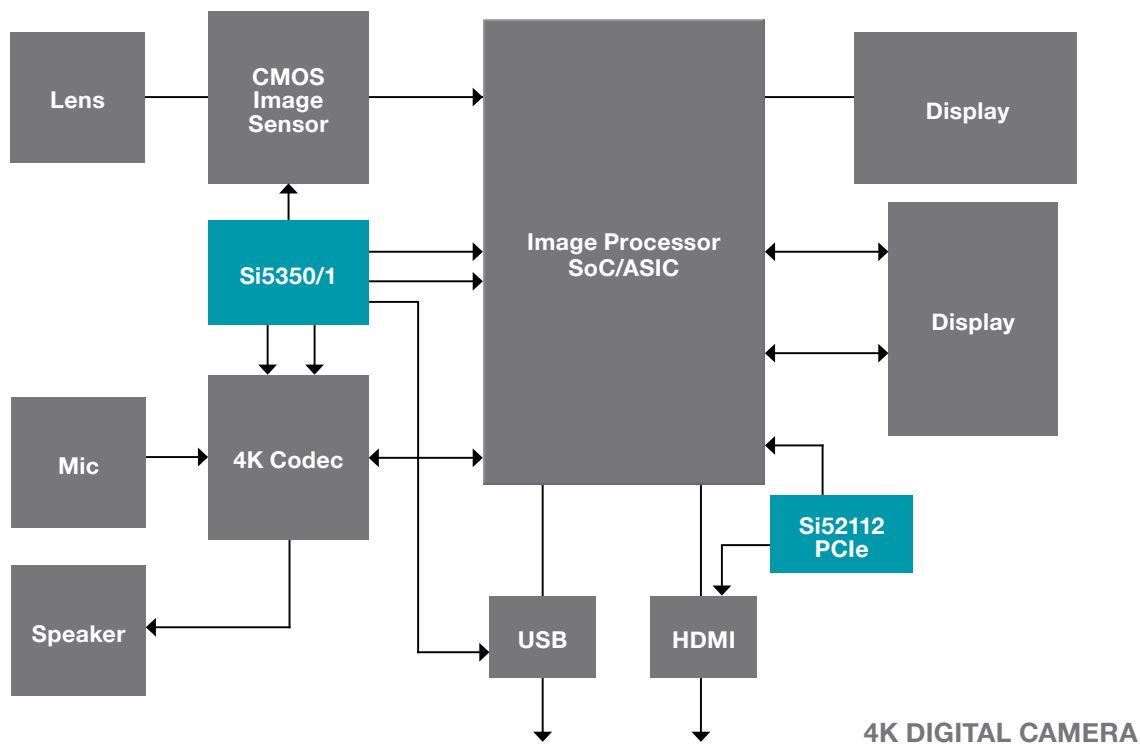 Lens
CMOS
Image
Sensor
Display
Si5350/1
Image Processor
SoC/ASIC
Display
Mic
4K Codec
Si52112
PCIe
Speaker
USB
HDMI
4K DIGITAL CAMERA